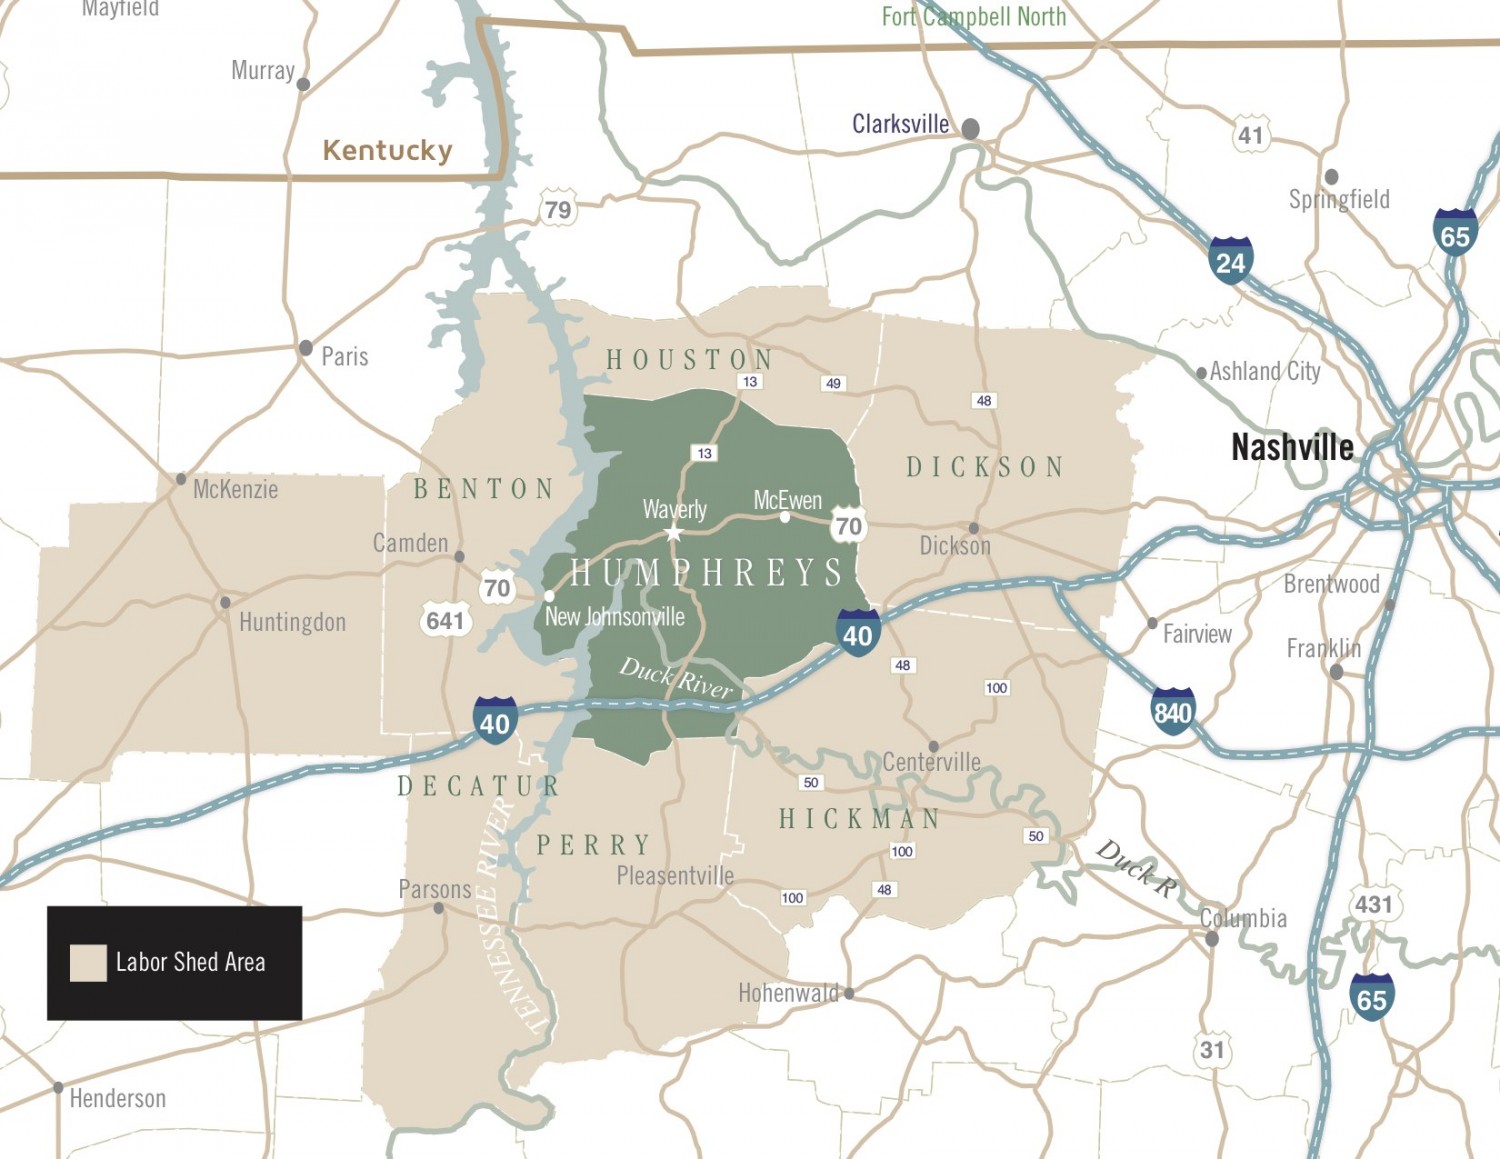 Mayfield
Fort Campbell North
Murray
Clarksville
41
Kentucky
Springfield
79
65
24
HOUSTON
Paris
Ashland City
13
49
48
Nashville
13
DICKSON
BENTON
McKenzie
McEwen
Waverly
70
Camden
Dickson
HUMPHREYS
70
Brentwood
New Johnsonville
641
Huntingdon
40
Fairview
Franklin
48
Duck River
100
40
840
Centerville
DECATUR
50
HICKMAN
PERRY
50
100
Duck R
Pleasentville
Parsons
48
100
TENNESSEE RIVER
431
Columbia
Labor Shed Area
Hohenwald
65
31
Henderson